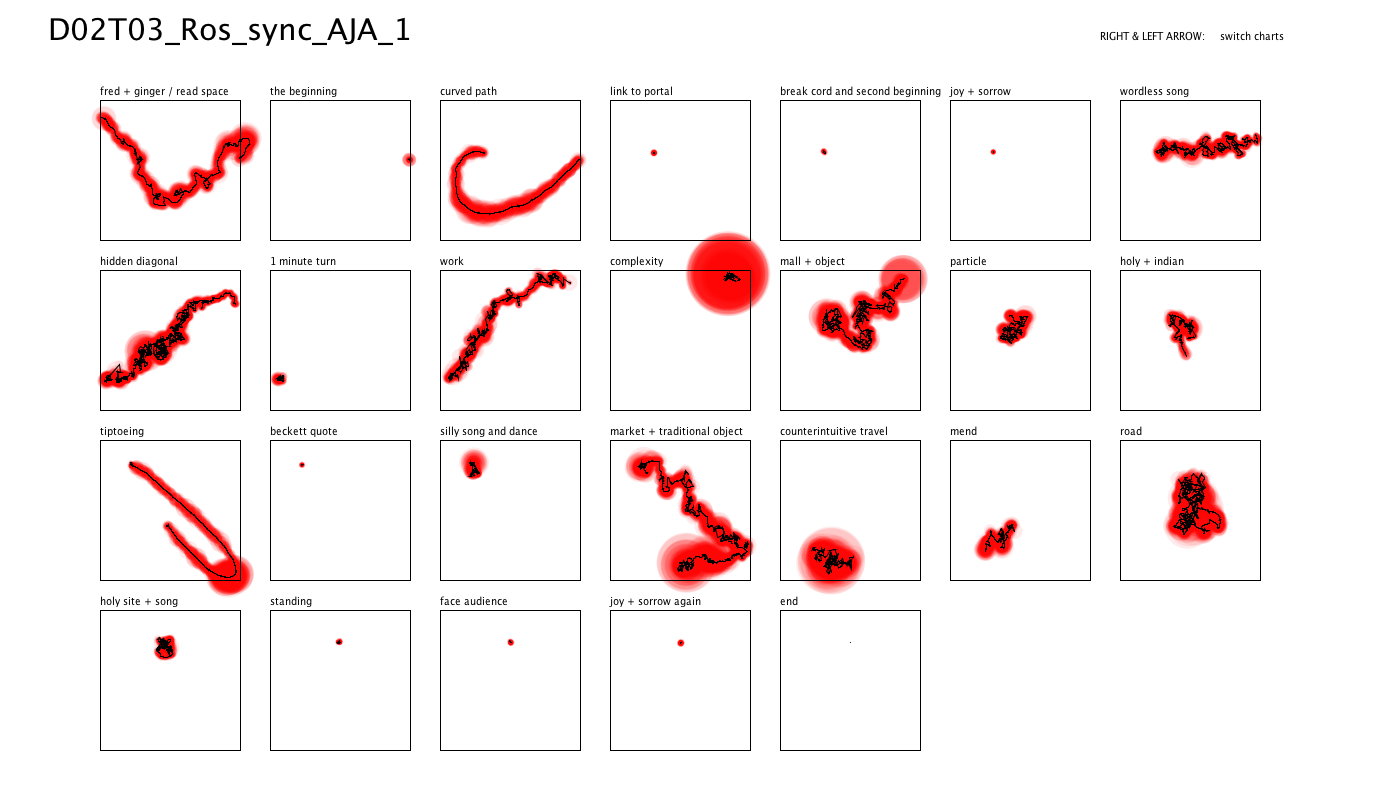 D02T03_Ros_sync_AJA_1
RIGHT & LEFT ARROW: switch charts
fred + ginger / read space
the beginning
curved path
link to portal
break cord and second beginning
joy + sorrow
wordless song
hidden diagonal
1 minute turn
work
complexity
mall + object
particle
holy + indian
tiptoeing
beckett quote
silly song and dance
market + traditional object
counterintuitive travel
mend
road
holy site + song
standing
face audience
joy + sorrow again
end